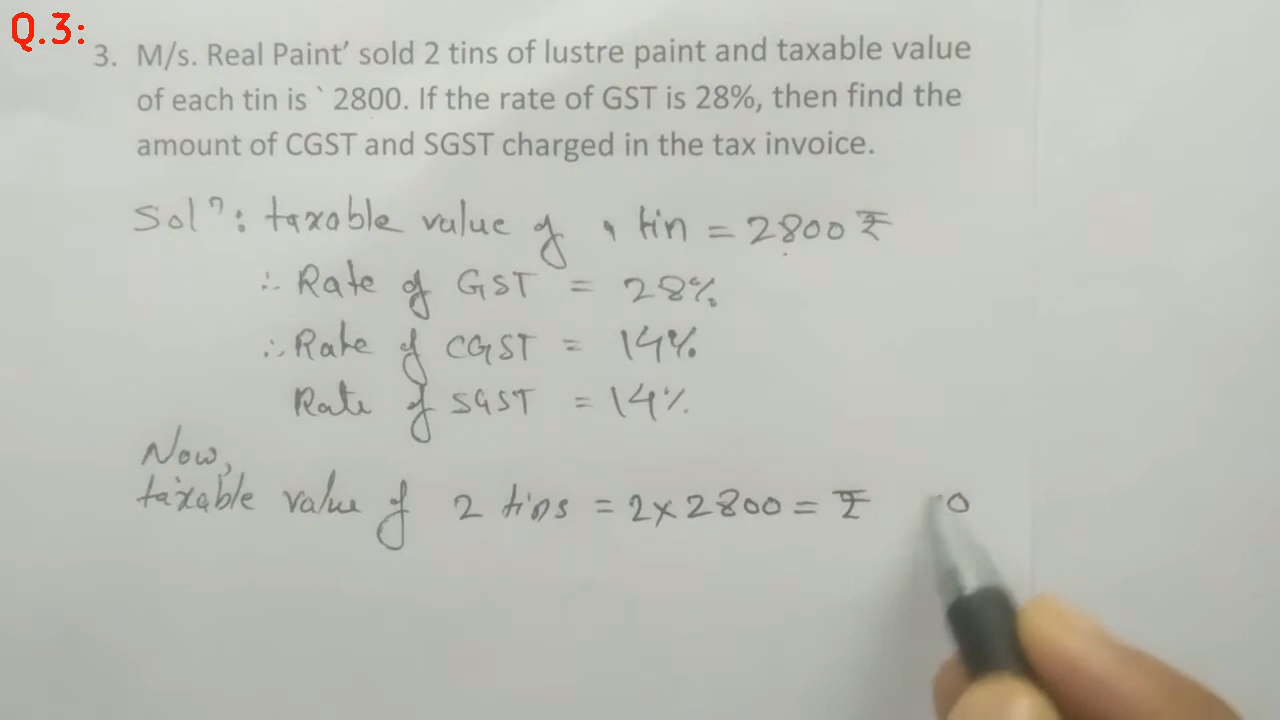 Q.3:
3. M/s. Real Paint’ sold 2 tins of lustre paint and taxable value
of each tin is ` 2800. If the rate of GST is 28%, then find the
amount of CGST and SGST charged in the tax invoice.
Solⁿ: taxable value of 1 tin = 2800 ₹
∴ Rate of GST = 28%
∴ Rate of CGST = 14%
Rate of SGST = 14%
Now,
taxable value of 2 tins = 2×2800 = ₹ 0